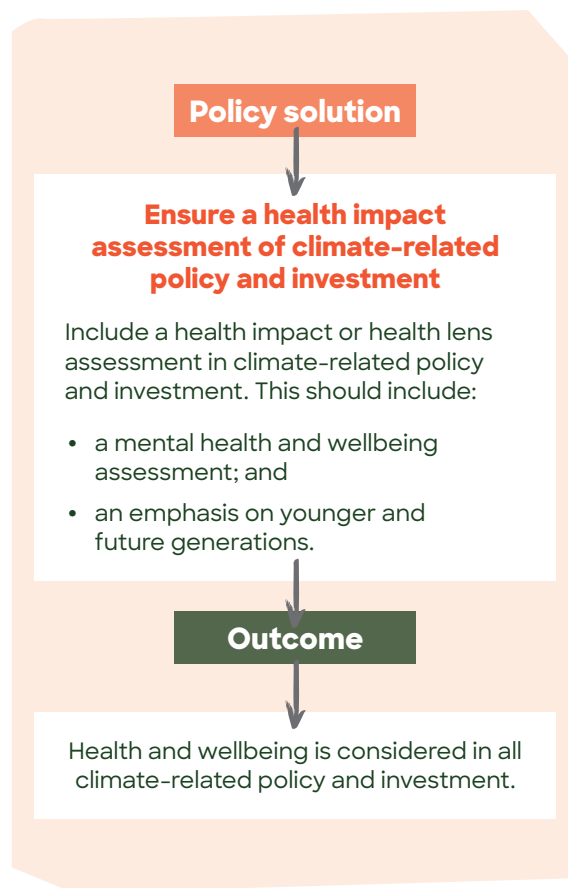 Policy solution
Ensure a health impact
assessment of climate-related
policy and investment
Include a health impact or health lens
assessment in climate-related policy
and investment. This should include:
• a mental health and wellbeing
assessment; and
• an emphasis on younger and
future generations.
Outcome
Health and wellbeing is considered in all
climate-related policy and investment.